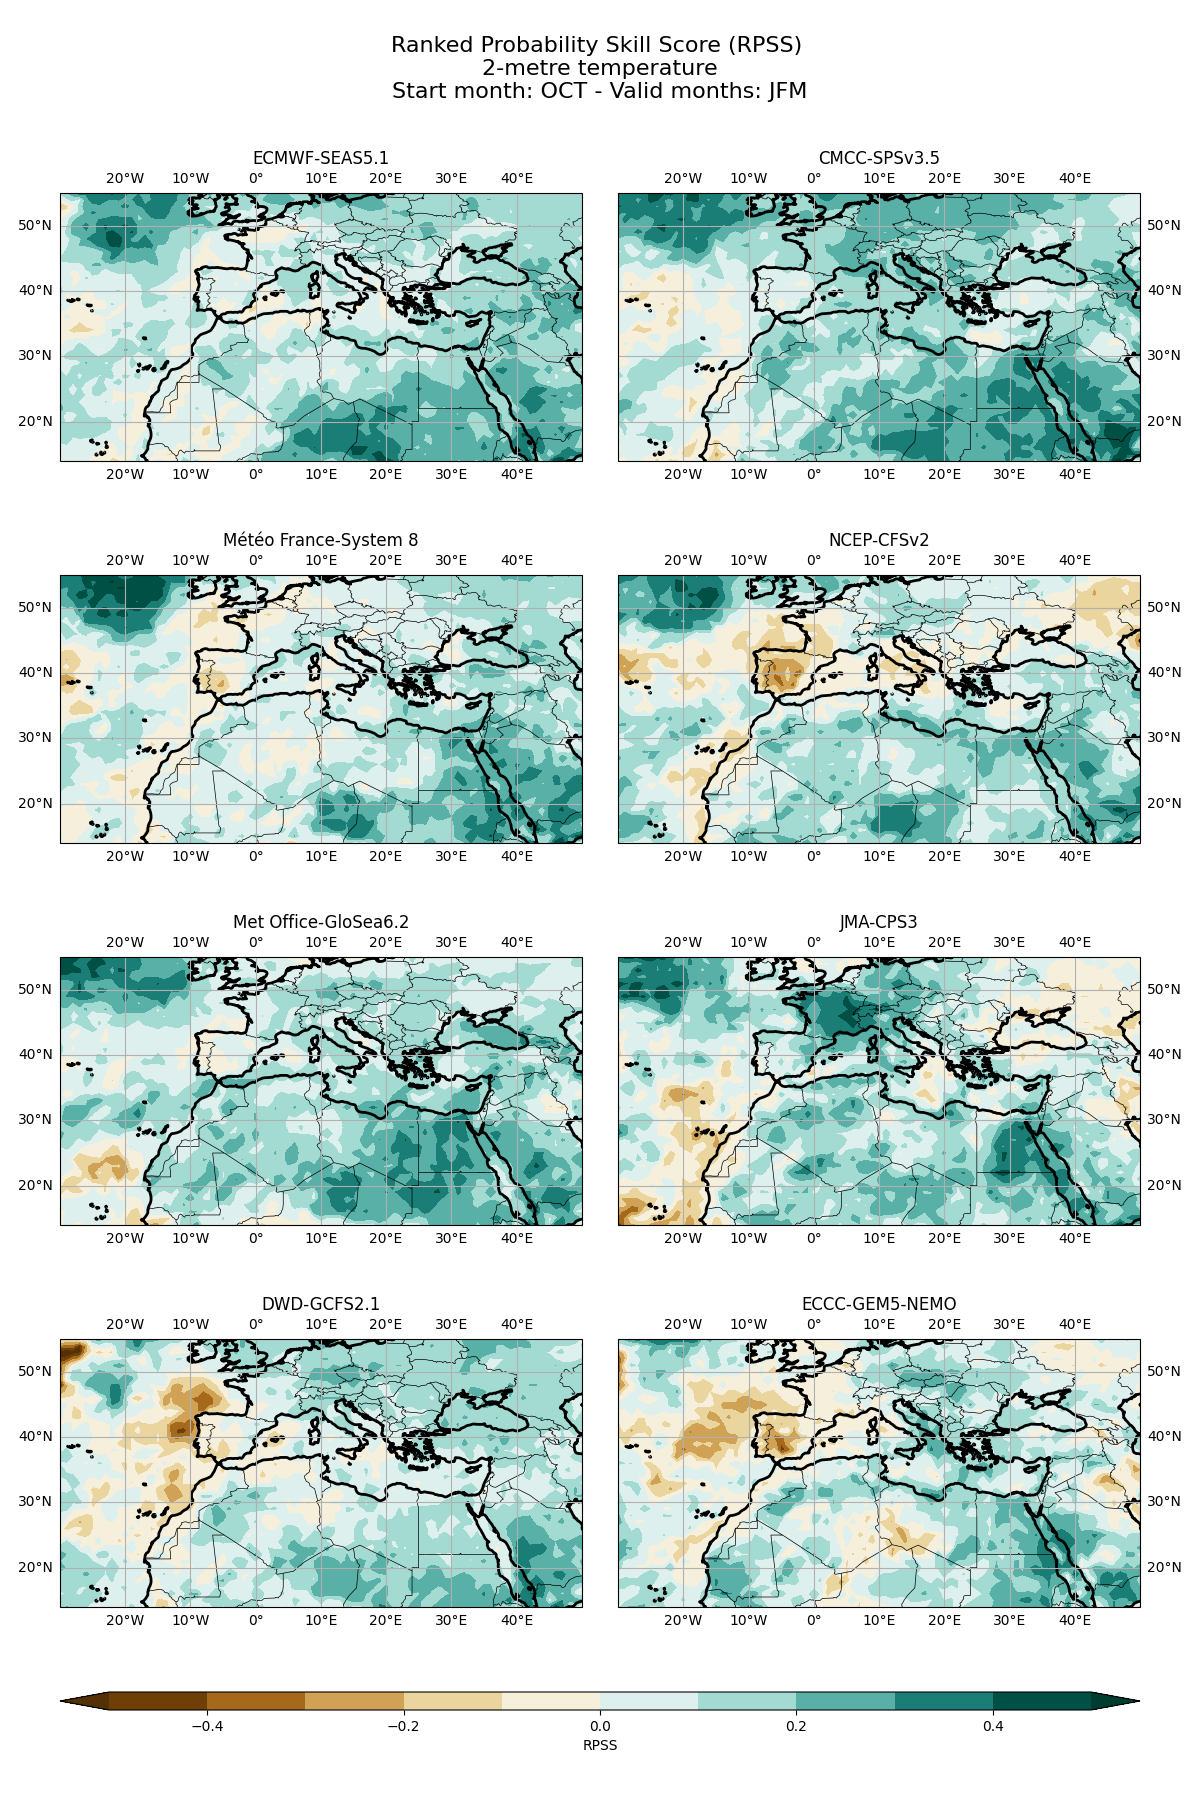 Ranked Probability Skill Score (RPSS)
2-metre temperature
Start month: OCT - Valid months: JFM
ECMWF-SEAS5.1
20°W 10°W 0° 10°E 20°E 30°E 40°E
50°N
40°N
30°N
20°N
20°W 10°W 0° 10°E 20°E 30°E 40°E
CMCC-SPSv3.5
20°W 10°W 0° 10°E 20°E 30°E 40°E
50°N
40°N
30°N
20°N
20°W 10°W 0° 10°E 20°E 30°E 40°E
Météo France-System 8
20°W 10°W 0° 10°E 20°E 30°E 40°E
50°N
40°N
30°N
20°N
20°W 10°W 0° 10°E 20°E 30°E 40°E
NCEP-CFSv2
20°W 10°W 0° 10°E 20°E 30°E 40°E
50°N
40°N
30°N
20°N
20°W 10°W 0° 10°E 20°E 30°E 40°E
Met Office-GloSea6.2
20°W 10°W 0° 10°E 20°E 30°E 40°E
50°N
40°N
30°N
20°N
20°W 10°W 0° 10°E 20°E 30°E 40°E
JMA-CPS3
20°W 10°W 0° 10°E 20°E 30°E 40°E
50°N
40°N
30°N
20°N
20°W 10°W 0° 10°E 20°E 30°E 40°E
DWD-GCFS2.1
20°W 10°W 0° 10°E 20°E 30°E 40°E
50°N
40°N
30°N
20°N
20°W 10°W 0° 10°E 20°E 30°E 40°E
ECCC-GEM5-NEMO
20°W 10°W 0° 10°E 20°E 30°E 40°E
50°N
40°N
30°N
20°N
20°W 10°W 0° 10°E 20°E 30°E 40°E
−0.4 −0.2 0.0 0.2 0.4
RPSS